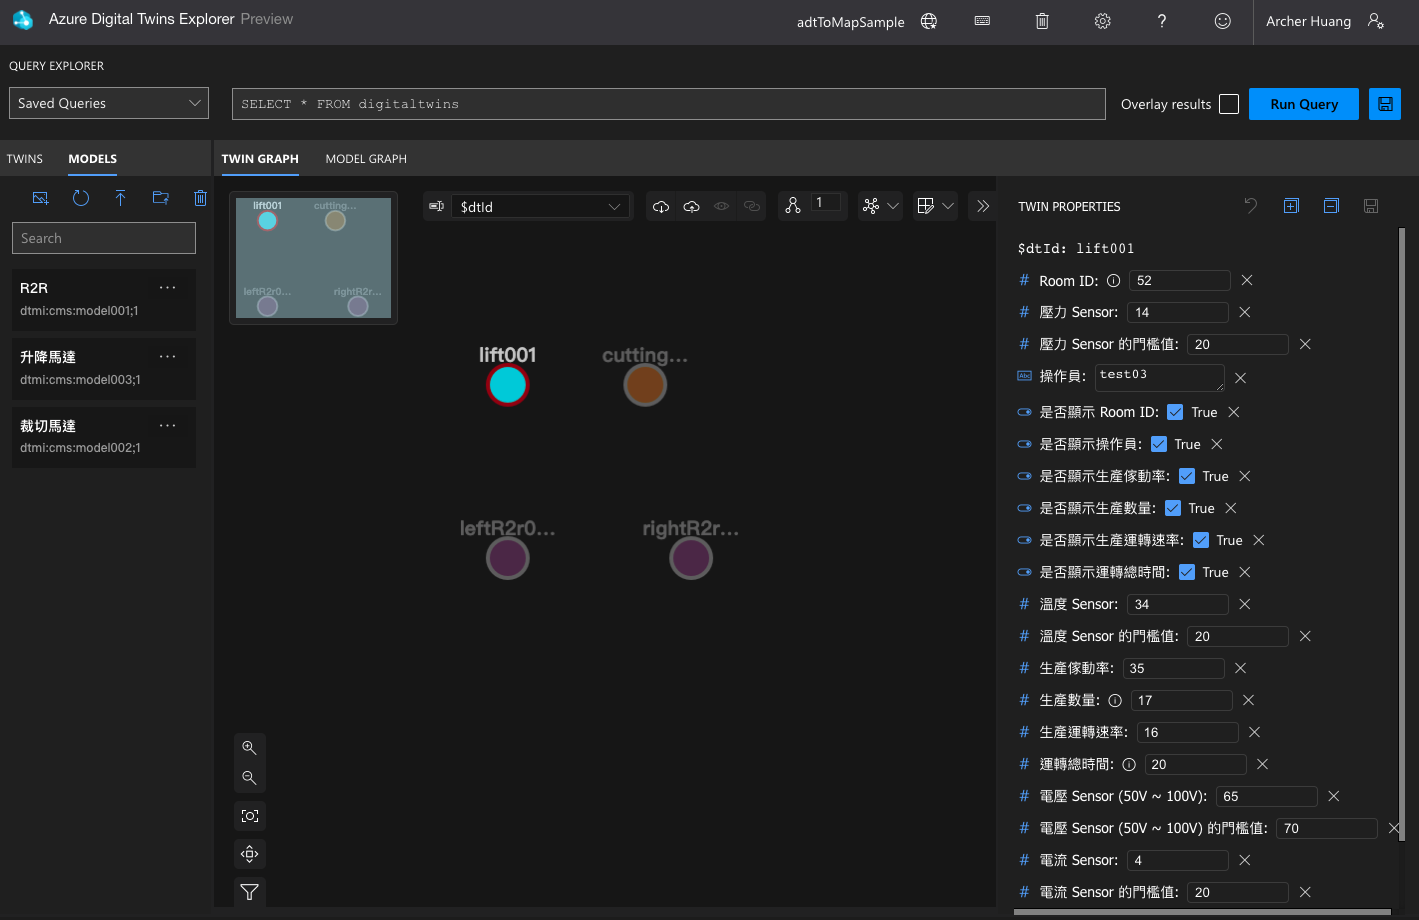 Azure Digital Twins Explorer Preview
adtToMapSample
Archer Huang
QUERY EXPLORER
Saved Queries
SELECT * FROM digitaltwins
Overlay results
Run Query
TWINS MODELS
TWIN GRAPH MODEL GRAPH
Search
R2R
dtmi:cms:model001;1
升降馬達
dtmi:cms:model003;1
裁切馬達
dtmi:cms:model002;1
lift001 cutting...
leftR2r0... rightR2r...
$dtId
1
lift001 cutting...
leftR2r0... rightR2r...
TWIN PROPERTIES
$dtId: lift001
# Room ID: 52
# 壓力 Sensor: 14
# 壓力 Sensor 的門檻值: 20
Abc 操作員: test03
是否顯示 Room ID: True
是否顯示操作員: True
是否顯示生產傢動率: True
是否顯示生產數量: True
是否顯示生產運轉速率: True
是否顯示運轉總時間: True
# 溫度 Sensor: 34
# 溫度 Sensor 的門檻值: 20
# 生產傢動率: 35
# 生產數量: 17
# 生產運轉速率: 16
# 運轉總時間: 20
# 電壓 Sensor (50V ~ 100V): 65
# 電壓 Sensor (50V ~ 100V) 的門檻值: 70
# 電流 Sensor: 4
# 電流 Sensor 的門檻值: 20